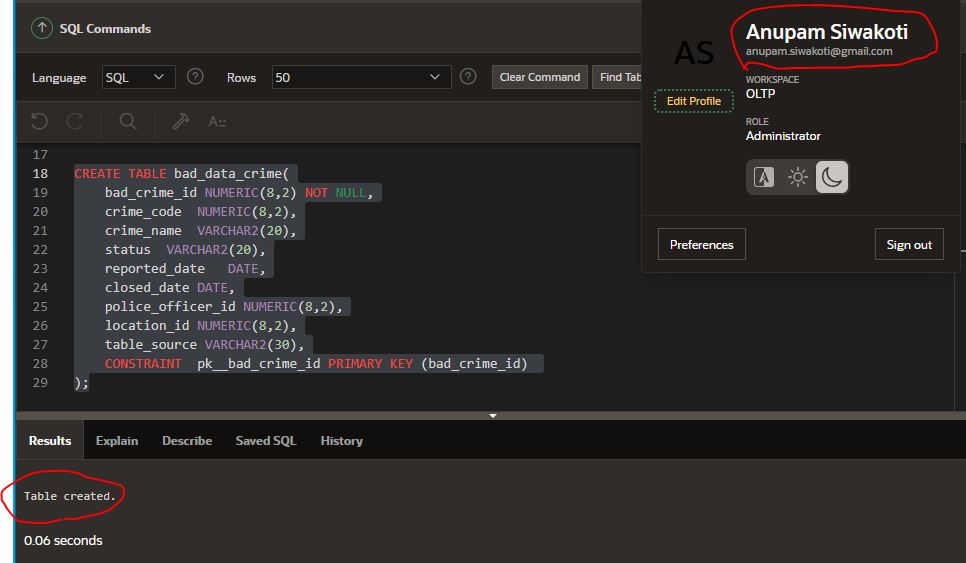 SQL Commands
Language SQL Rows 50 Clear Command Find Tab
A::
17
18 CREATE TABLE bad_data_crime(
19 bad_crime_id NUMERIC(8,2) NOT NULL,
20 crime_code NUMERIC(8,2),
21 crime_name VARCHAR2(20),
22 status VARCHAR2(20),
23 reported_date DATE,
24 closed_date DATE,
25 police_officer_id NUMERIC(8,2),
26 location_id NUMERIC(8,2),
27 table_source VARCHAR2(30),
28 CONSTRAINT pk__bad_crime_id PRIMARY KEY (bad_crime_id)
29 );
AS
Anupam Siwakoti
anupam.siwakoti@gmail.com
Edit Profile
WORKSPACE
OLTP
ROLE
Administrator
A
Preferences Sign out
Results Explain Describe Saved SQL History
Table created.
0.06 seconds